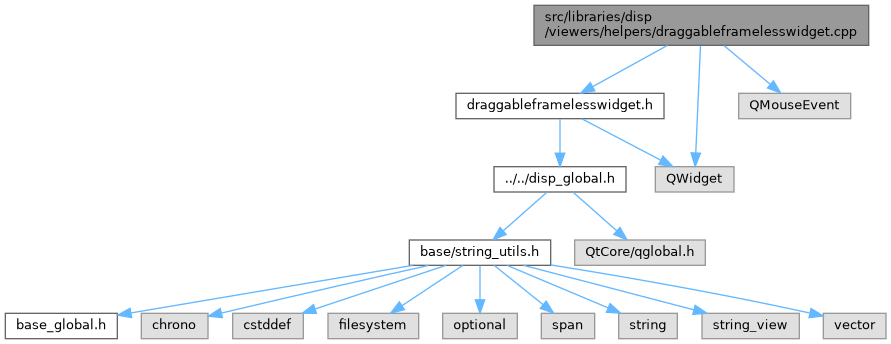 src/libraries/disp
/viewers/helpers/draggableframelesswidget.cpp
draggableframelesswidget.h
QMouseEvent
../../disp_global.h
QWidget
base/string_utils.h
QtCore/qglobal.h
base_global.h
chrono
cstddef
filesystem
optional
span
string
string_view
vector